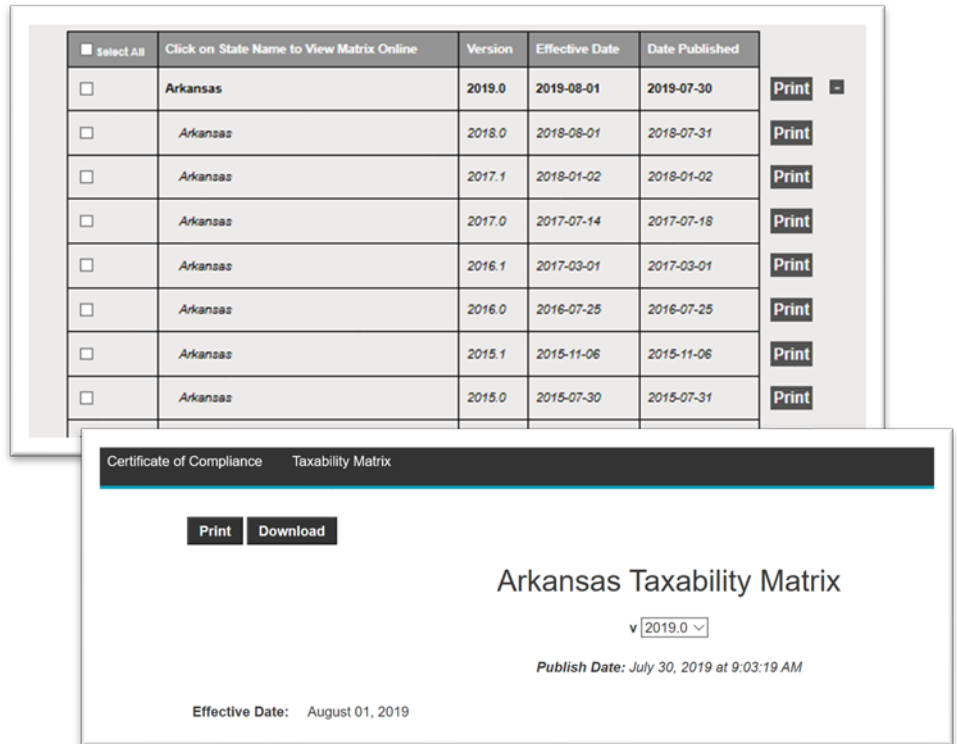 Select All Click on State Name to View Matrix Online Version Effective Date Date Published
Arkansas 2019.0 2019-08-01 2019-07-30 Print -
Arkansas 2018.0 2018-08-01 2018-07-31 Print
Arkansas 2017.1 2018-01-02 2018-01-02 Print
Arkansas 2017.0 2017-07-14 2017-07-18 Print
Arkansas 2016.1 2017-03-01 2017-03-01 Print
Arkansas 2016.0 2016-07-25 2016-07-25 Print
Arkansas 2015.1 2015-11-06 2015-11-06 Print
Arkansas 2015.0 2015-07-30 2015-07-31 Print
Certificate of Compliance Taxability Matrix
Print Download
Arkansas Taxability Matrix
v 2019.0
Publish Date: July 30, 2019 at 9:03:19 AM
Effective Date: August 01, 2019